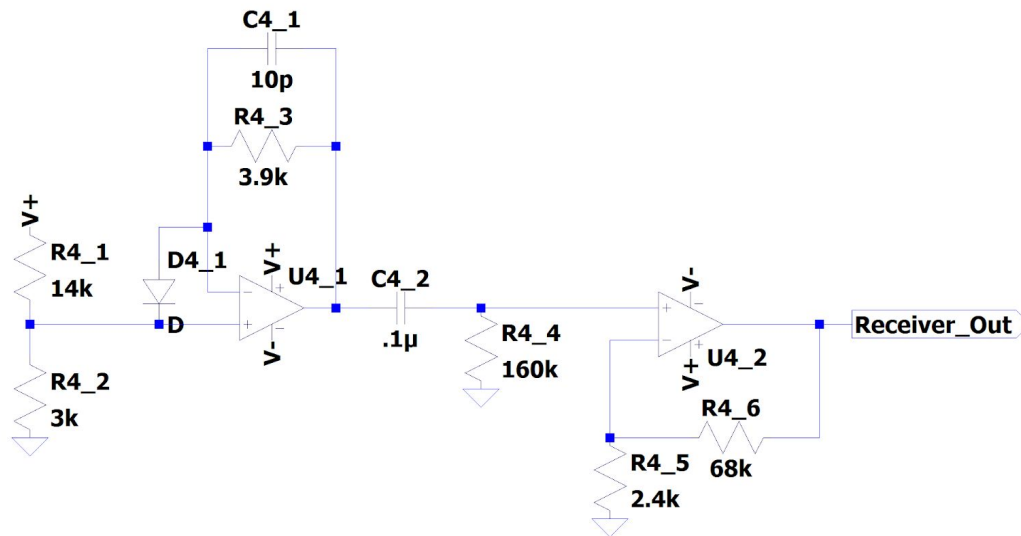 C4_1
10p
R4_3
3.9k
V+
R4_1
14k
D4_1
D
V+
U4_1
V-
C4_2
.1µ
R4_2
3k
R4_4
160k
V-
U4_2
V+
Receiver_Out
R4_6
68k
R4_5
2.4k